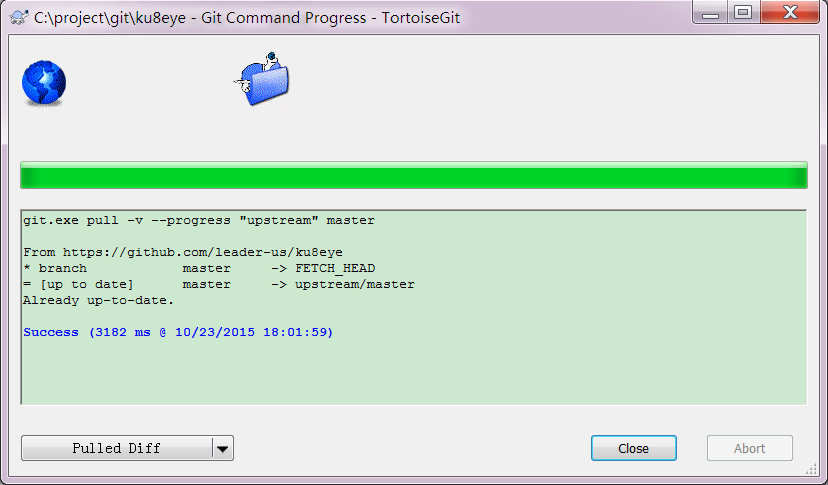 C:\project\git\ku8eye - Git Command Progress - TortoiseGit
git.exe pull -v --progress "upstream" master
From https://github.com/leader-us/ku8eye
* branch            master     -> FETCH_HEAD
= [up to date]      master     -> upstream/master
Already up-to-date.
Success (3182 ms @ 10/23/2015 18:01:59)
Pulled Diff
Close
Abort